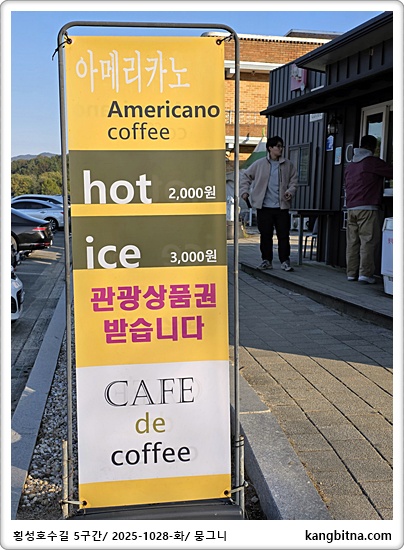 아메리카노
Americano
coffee
hot 2,000원
ice 3,000원
관광상품권
받습니다
CAFE
de
coffee
횡성호수길 5구간/ 2025-1028-화/ 뭉그니
kangbitna.com